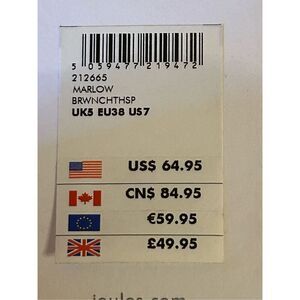 5 059477 219472
212665
MARLOW
BRWNCHTHSP
UK5 EU38 US7
US$ 64.95
CN$ 84.95
€59.95
£49.95
joules.com